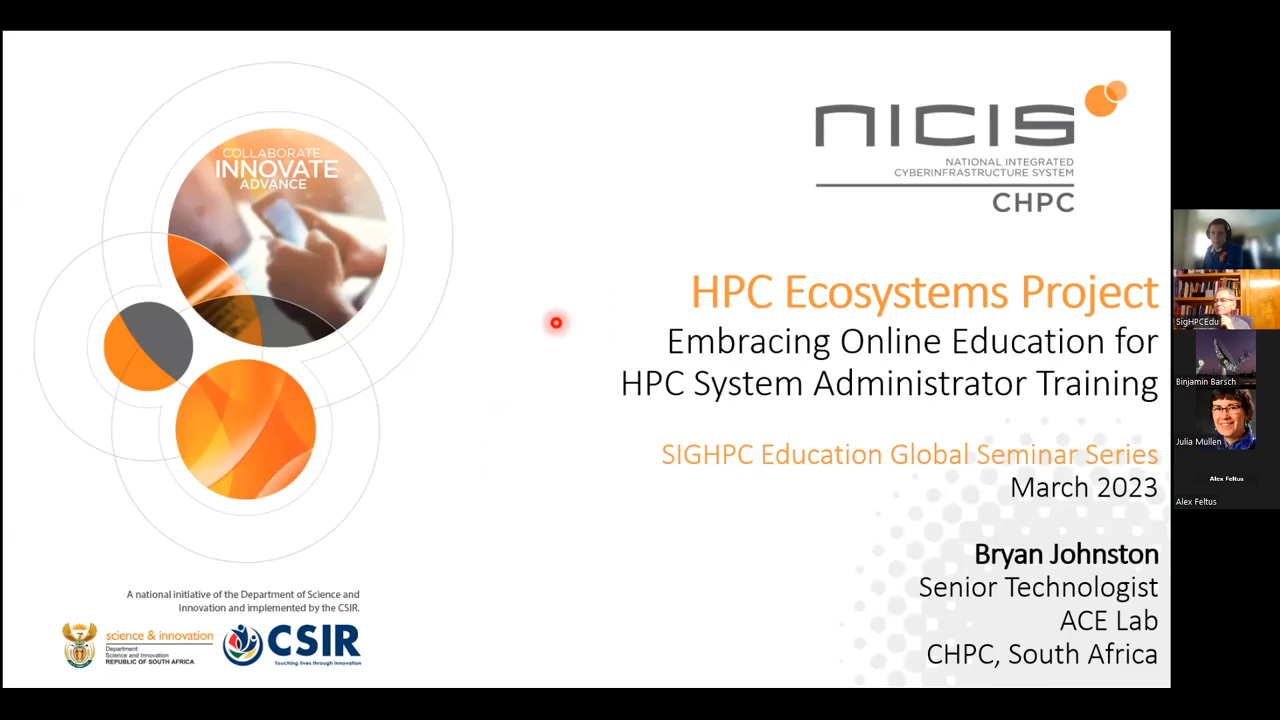 COLLABORATE
INNOVATE
ADVANCE
NICIS
NATIONAL INTEGRATED
CYBERINFRASTRUCTURE SYSTEM
CHPC
HPC Ecosystems Project
Embracing Online Education for
HPC System Administrator Training
SIGHPC Education Global Seminar Series
March 2023
Bryan Johnston
Senior Technologist
ACE Lab
CHPC, South Africa
A national initiative of the Department of Science and
Innovation and implemented by the CSIR.
science & innovation
Department:
Science and Innovation
REPUBLIC OF SOUTH AFRICA
CSIR
Touching lives through innovation
SigHPCEdu
Binjamin Barsch
Julia Mullen
Alex Feltus
Alex Feltus